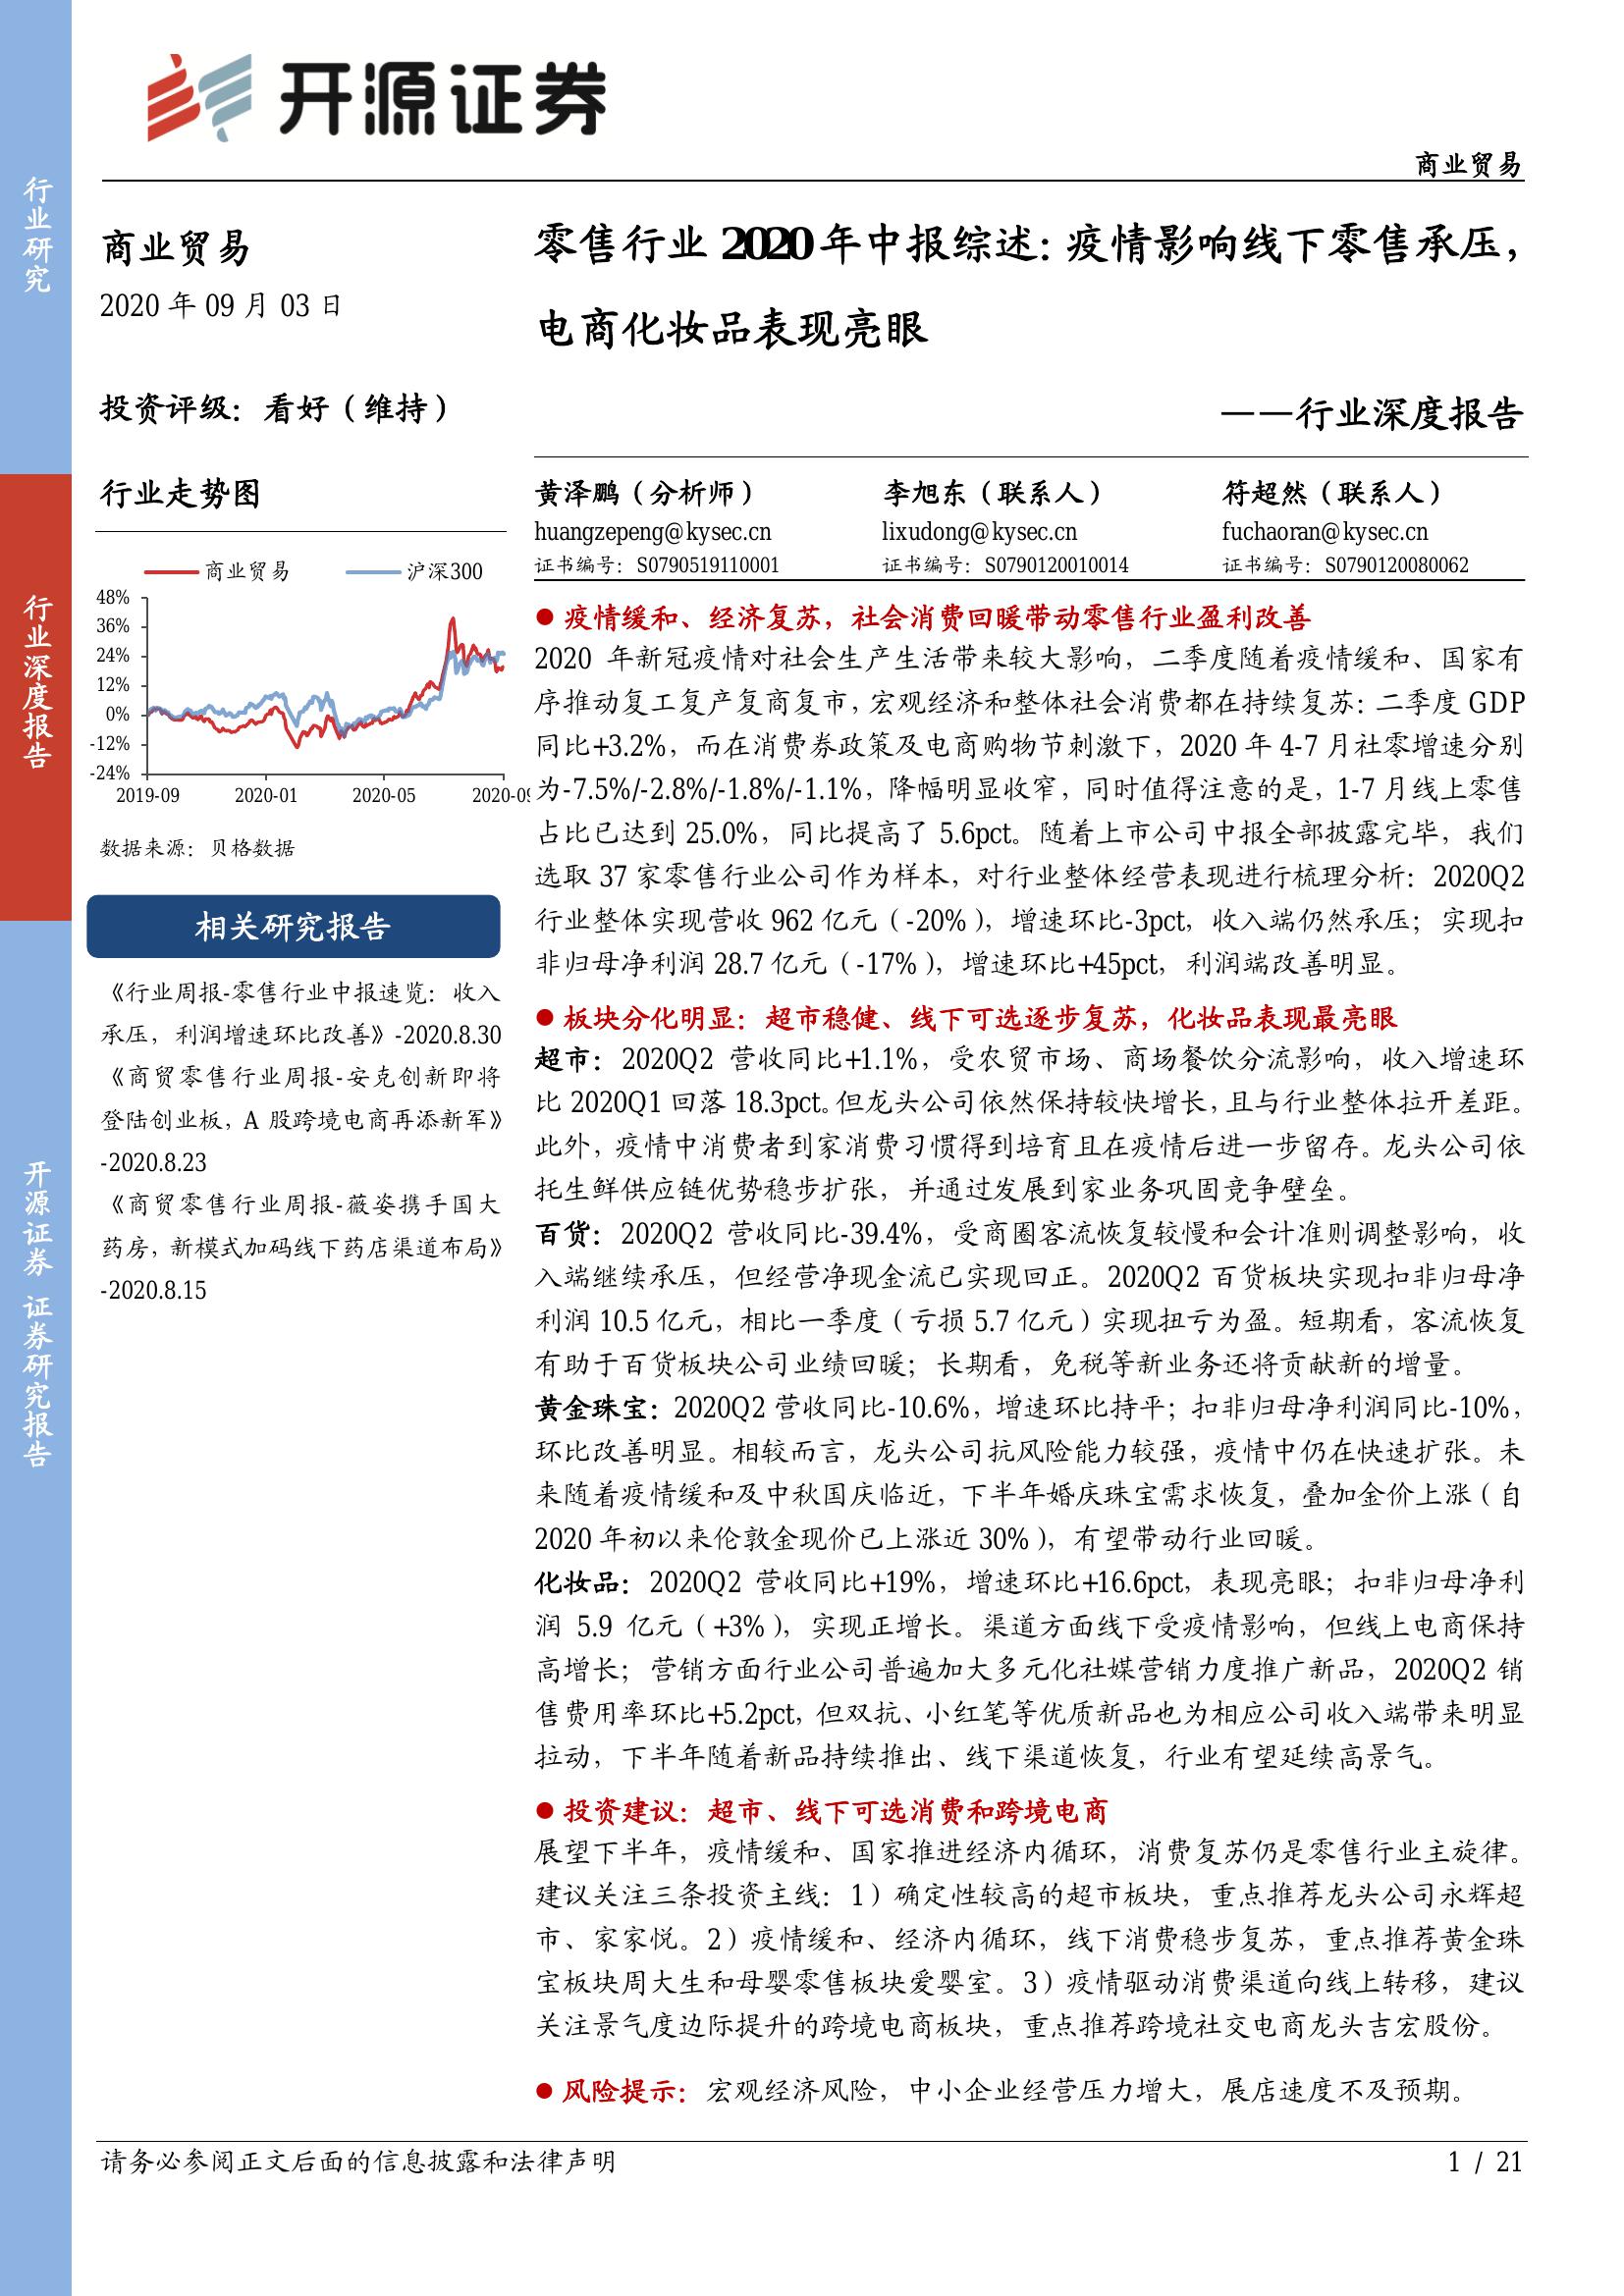 开源证券
商业贸易
行业研究
行业深度报告
开源证券 证券研究报告
商业贸易
2020 年 09 月 03 日
投资评级：看好（维持）
行业走势图
商业贸易 沪深300
48%
36%
24%
12%
0%
-12%
-24%
2019-09 2020-01 2020-05 2020-09
数据来源：贝格数据
相关研究报告
《行业周报-零售行业中报速览：收入
承压，利润增速环比改善》-2020.8.30
《商贸零售行业周报-安克创新即将
登陆创业板，A 股跨境电商再添新军》
-2020.8.23
《商贸零售行业周报-薇姿携手国大
药房，新模式加码线下药店渠道布局》
-2020.8.15
零售行业 2020 年中报综述：疫情影响线下零售承压，
电商化妆品表现亮眼
——行业深度报告
黄泽鹏（分析师） 李旭东（联系人） 符超然（联系人）
huangzepeng@kysec.cn lixudong@kysec.cn fuchaoran@kysec.cn
证书编号：S0790519110001 证书编号：S0790120010014 证书编号：S0790120080062
● 疫情缓和、经济复苏，社会消费回暖带动零售行业盈利改善
2020 年新冠疫情对社会生产生活带来较大影响，二季度随着疫情缓和、国家有
序推动复工复产复商复市，宏观经济和整体社会消费都在持续复苏：二季度 GDP
同比+3.2%，而在消费券政策及电商购物节刺激下，2020 年 4-7 月社零增速分别
为-7.5%/-2.8%/-1.8%/-1.1%，降幅明显收窄，同时值得注意的是，1-7 月线上零售
占比已达到 25.0%，同比提高了 5.6pct。随着上市公司中报全部披露完毕，我们
选取 37 家零售行业公司作为样本，对行业整体经营表现进行梳理分析：2020Q2
行业整体实现营收 962 亿元（-20%），增速环比-3pct，收入端仍然承压；实现扣
非归母净利润 28.7 亿元（-17%），增速环比+45pct，利润端改善明显。
● 板块分化明显：超市稳健、线下可选逐步复苏，化妆品表现最亮眼
超市：2020Q2 营收同比+1.1%，受农贸市场、商场餐饮分流影响，收入增速环
比 2020Q1 回落 18.3pct。但龙头公司依然保持较快增长，且与行业整体拉开差距。
此外，疫情中消费者到家消费习惯得到培育且在疫情后进一步留存。龙头公司依
托生鲜供应链优势稳步扩张，并通过发展到家业务巩固竞争壁垒。
百货：2020Q2 营收同比-39.4%，受商圈客流恢复较慢和会计准则调整影响，收
入端继续承压，但经营净现金流已实现回正。2020Q2 百货板块实现扣非归母净
利润 10.5 亿元，相比一季度（亏损 5.7 亿元）实现扭亏为盈。短期看，客流恢复
有助于百货板块公司业绩回暖；长期看，免税等新业务还将贡献新的增量。
黄金珠宝：2020Q2 营收同比-10.6%，增速环比持平；扣非归母净利润同比-10%，
环比改善明显。相较而言，龙头公司抗风险能力较强，疫情中仍在快速扩张。未
来随着疫情缓和及中秋国庆临近，下半年婚庆珠宝需求恢复，叠加金价上涨（自
2020 年初以来伦敦金现价已上涨近 30%），有望带动行业回暖。
化妆品：2020Q2 营收同比+19%，增速环比+16.6pct，表现亮眼；扣非归母净利
润 5.9 亿元（+3%），实现正增长。渠道方面线下受疫情影响，但线上电商保持
高增长；营销方面行业公司普遍加大多元化社媒营销力度推广新品，2020Q2 销
售费用率环比+5.2pct，但双抗、小红笔等优质新品也为相应公司收入端带来明显
拉动，下半年随着新品持续推出、线下渠道恢复，行业有望延续高景气。
● 投资建议：超市、线下可选消费和跨境电商
展望下半年，疫情缓和、国家推进经济内循环，消费复苏仍是零售行业主旋律。
建议关注三条投资主线：1）确定性较高的超市板块，重点推荐龙头公司永辉超
市、家家悦。2）疫情缓和、经济内循环，线下消费稳步复苏，重点推荐黄金珠
宝板块周大生和母婴零售板块爱婴室。3）疫情驱动消费渠道向线上转移，建议
关注景气度边际提升的跨境电商板块，重点推荐跨境社交电商龙头吉宏股份。
● 风险提示：宏观经济风险，中小企业经营压力增大，展店速度不及预期。
请务必参阅正文后面的信息披露和法律声明 1 / 21